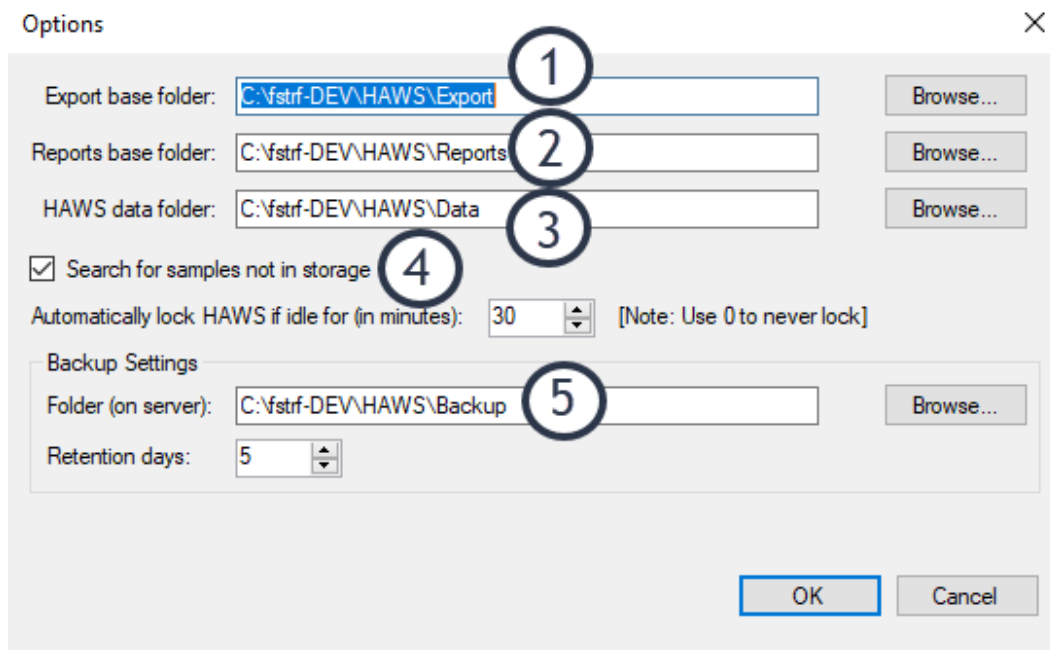 Options
1
Export base folder: C:\fstrf-DEV\HAWS\Export Browse...
Reports base folder: C:\fstrf-DEV\HAWS\Reports 2 Browse...
HAWS data folder: C:\fstrf-DEV\HAWS\Data 3 Browse...
Search for samples not in storage 4
Automatically lock HAWS if idle for (in minutes): 30 [Note: Use 0 to never lock]
Backup Settings
Folder (on server): C:\fstrf-DEV\HAWS\Backup 5 Browse...
Retention days: 5
OK Cancel